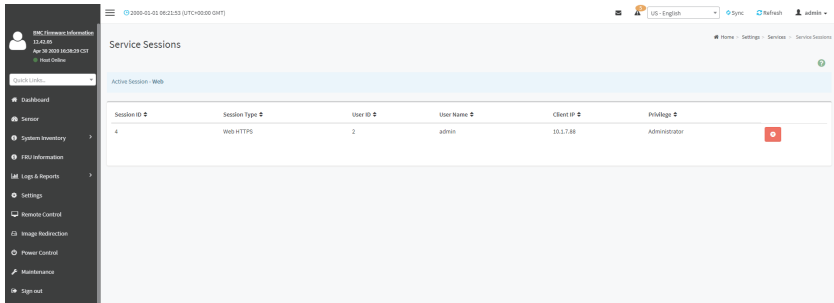 BMC Firmware Information
12.42.05
Apr 30 2020 16:38:29 CST
Host Online
Quick Links...
Dashboard
Sensor
System Inventory
FRU Information
Logs & Reports
Settings
Remote Control
Image Redirection
Power Control
Maintenance
Sign out
2000-01-01 08:21:53 (UTC+00:00 GMT)
US - English
Sync
Refresh
admin
Service Sessions
Home > Settings > Services > Service Sessions
Active Session - Web
Session ID Session Type User ID User Name Client IP Privilege
4 Web HTTPS 2 admin 10.1.7.88 Administrator